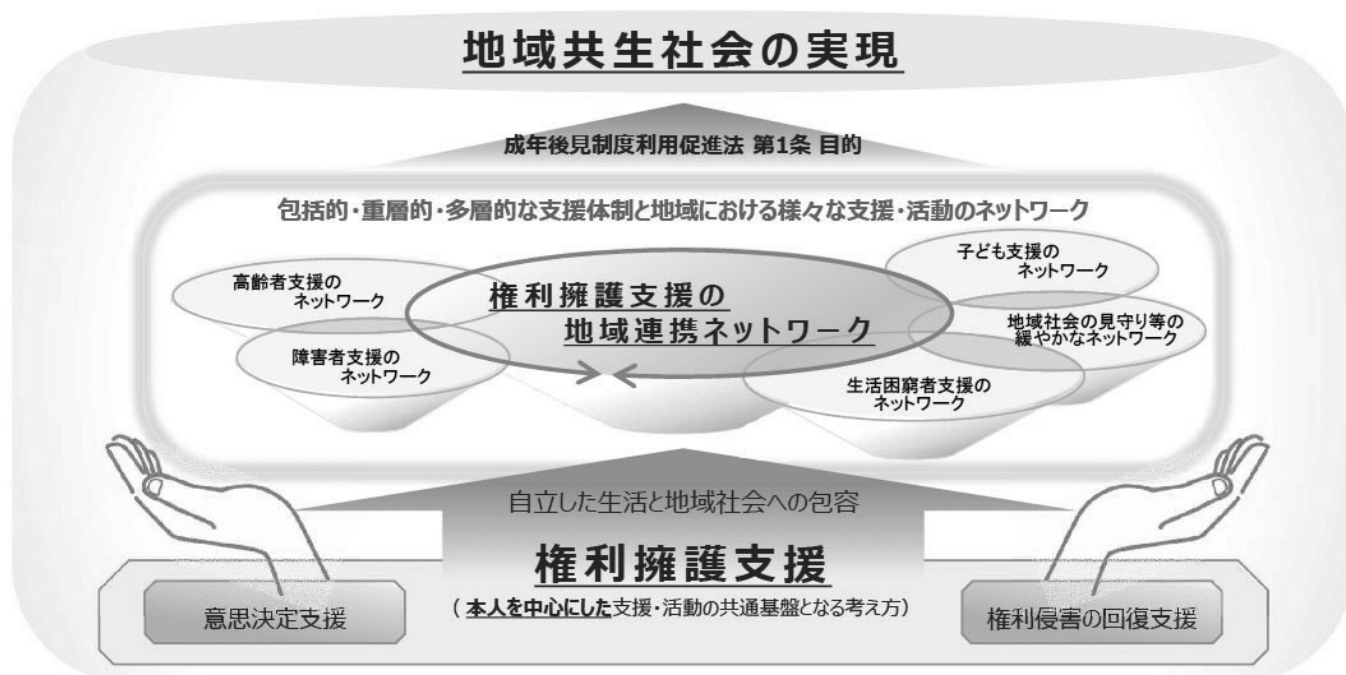 地域共生社会の実現
成年後見制度利用促進法 第1条 目的
包括的・重層的・多層的な支援体制と地域における様々な支援・活動のネットワーク
高齢者支援の
ネットワーク
障害者支援の
ネットワーク
権利擁護支援の
地域連携ネットワーク
子ども支援の
ネットワーク
地域社会の見守り等の
緩やかなネットワーク
生活困窮者支援の
ネットワーク
自立した生活と地域社会への包容
権利擁護支援
(本人を中心にした支援・活動の共通基盤となる考え方)
意思決定支援
権利侵害の回復支援